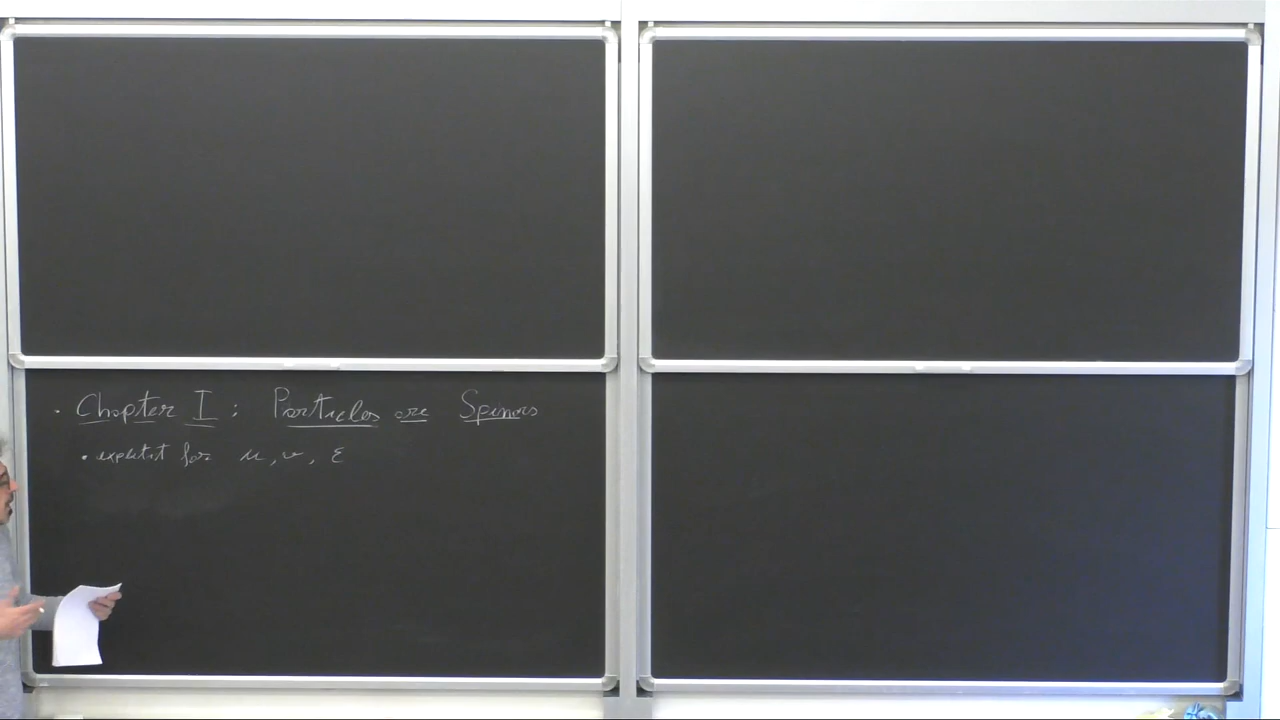 · Chapter I : Particles are Spinors
• explicit for u, v, ε